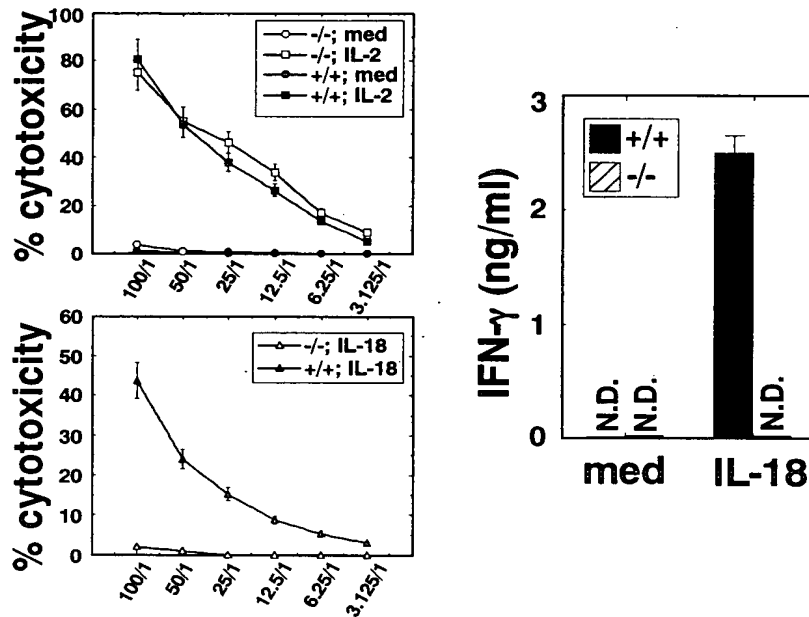 % cytotoxicity
100
80
60
40
20
0
-/-; med
-/-; IL-2
+/+; med
+/+; IL-2
100/1
50/1
25/1
12.5/1
6.25/1
3.125/1
% cytotoxicity
60
50
40
30
20
10
0
-/-; IL-18
+/+; IL-18
100/1
50/1
25/1
12.5/1
6.25/1
3.125/1
IFN-γ (ng/ml)
3
2
1
0
+/+
-/-
N.D.
N.D.
N.D.
med
IL-18